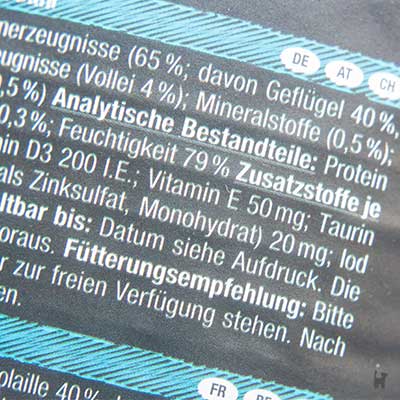 DE AT CH
nerzeugnisse (65 %; davon Geflügel 40 %,
eugnisse (Vollei 4 %); Mineralstoffe (0,5 %);
0,5 %) Analytische Bestandteile: Protein
0,3 %; Feuchtigkeit 79 % Zusatzstoffe je
in D3 200 I.E.; Vitamin E 50 mg; Taurin
als Zinksulfat, Monohydrat) 20 mg; Iod
ltbar bis: Datum siehe Aufdruck. Die
oraus. Fütterungsempfehlung: Bitte
r zur freien Verfügung stehen. Nach
en.
FR BE
olaille 40 %